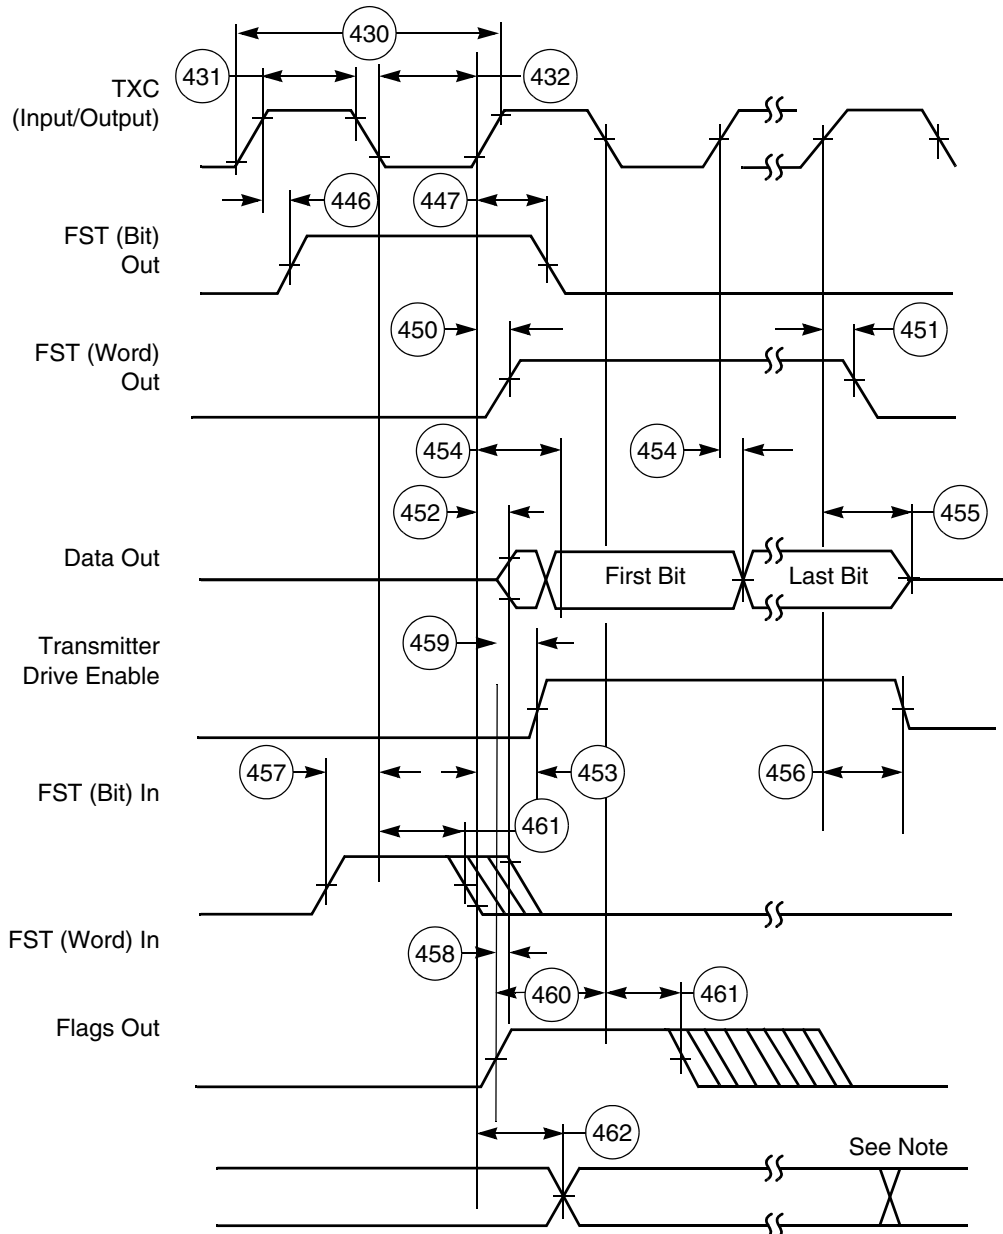 430
431
432
TXC
(Input/Output)
446
447
FST (Bit)
Out
450
451
FST (Word)
Out
454
454
452
455
Data Out
First Bit
Last Bit
459
Transmitter
Drive Enable
457
453
456
FST (Bit) In
461
FST (Word) In
458
460
461
Flags Out
462
See Note